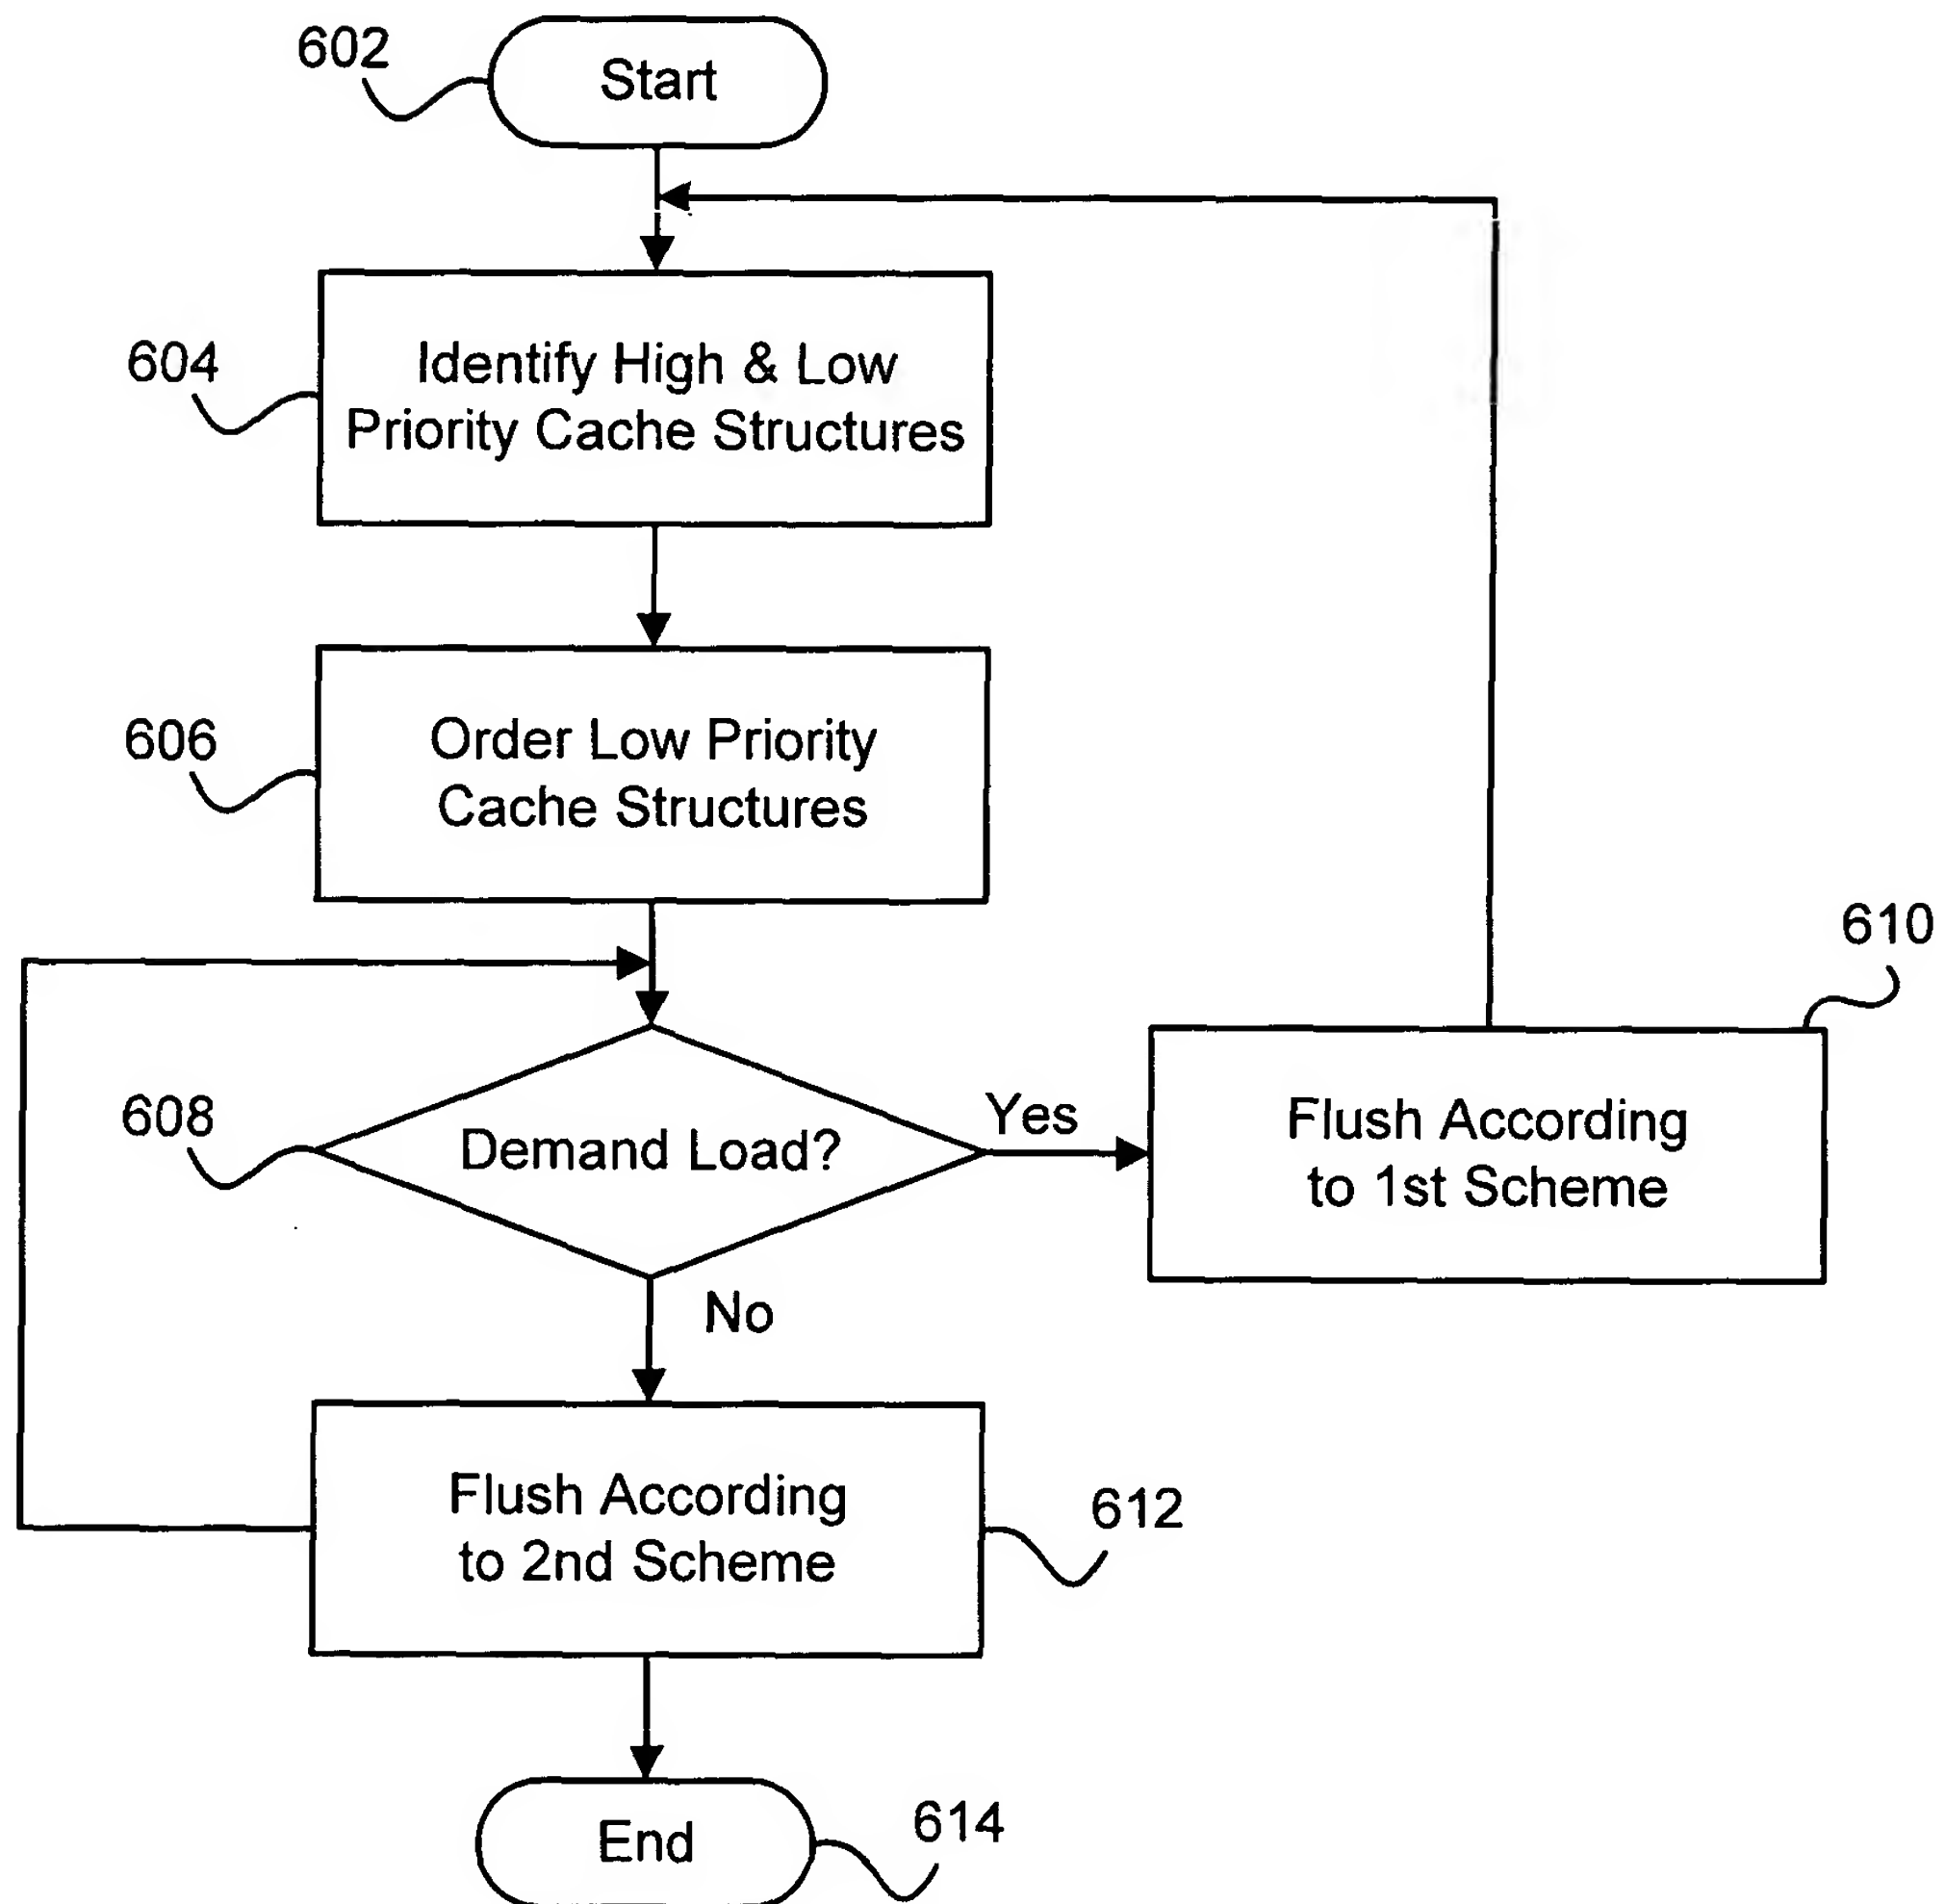 602
Start
604
Identify High & Low
Priority Cache Structures
606
Order Low Priority
Cache Structures
610
608
Demand Load?
Yes
Flush According
to 1st Scheme
No
Flush According
to 2nd Scheme
612
End
614